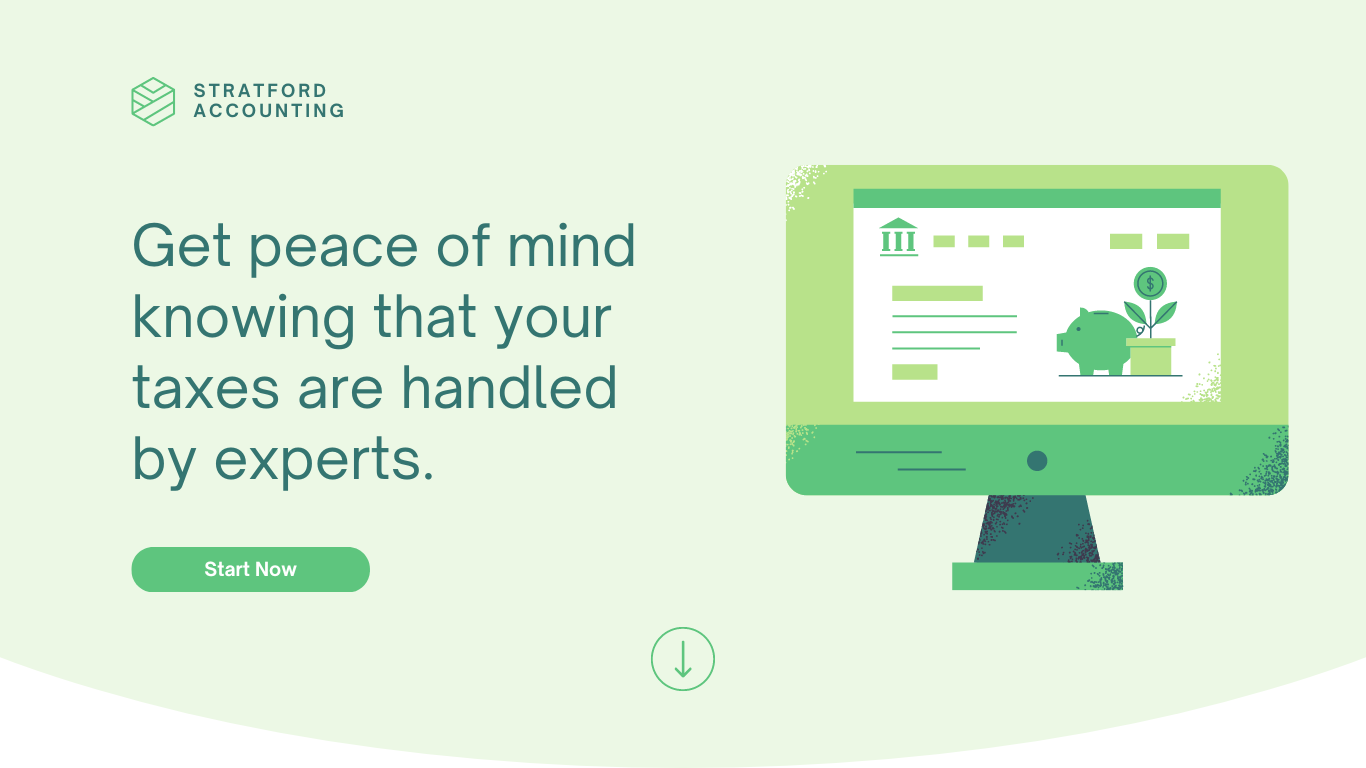 STRATFORD
ACCOUNTING
Get peace of mind
knowing that your
taxes are handled
by experts.
$
Start Now